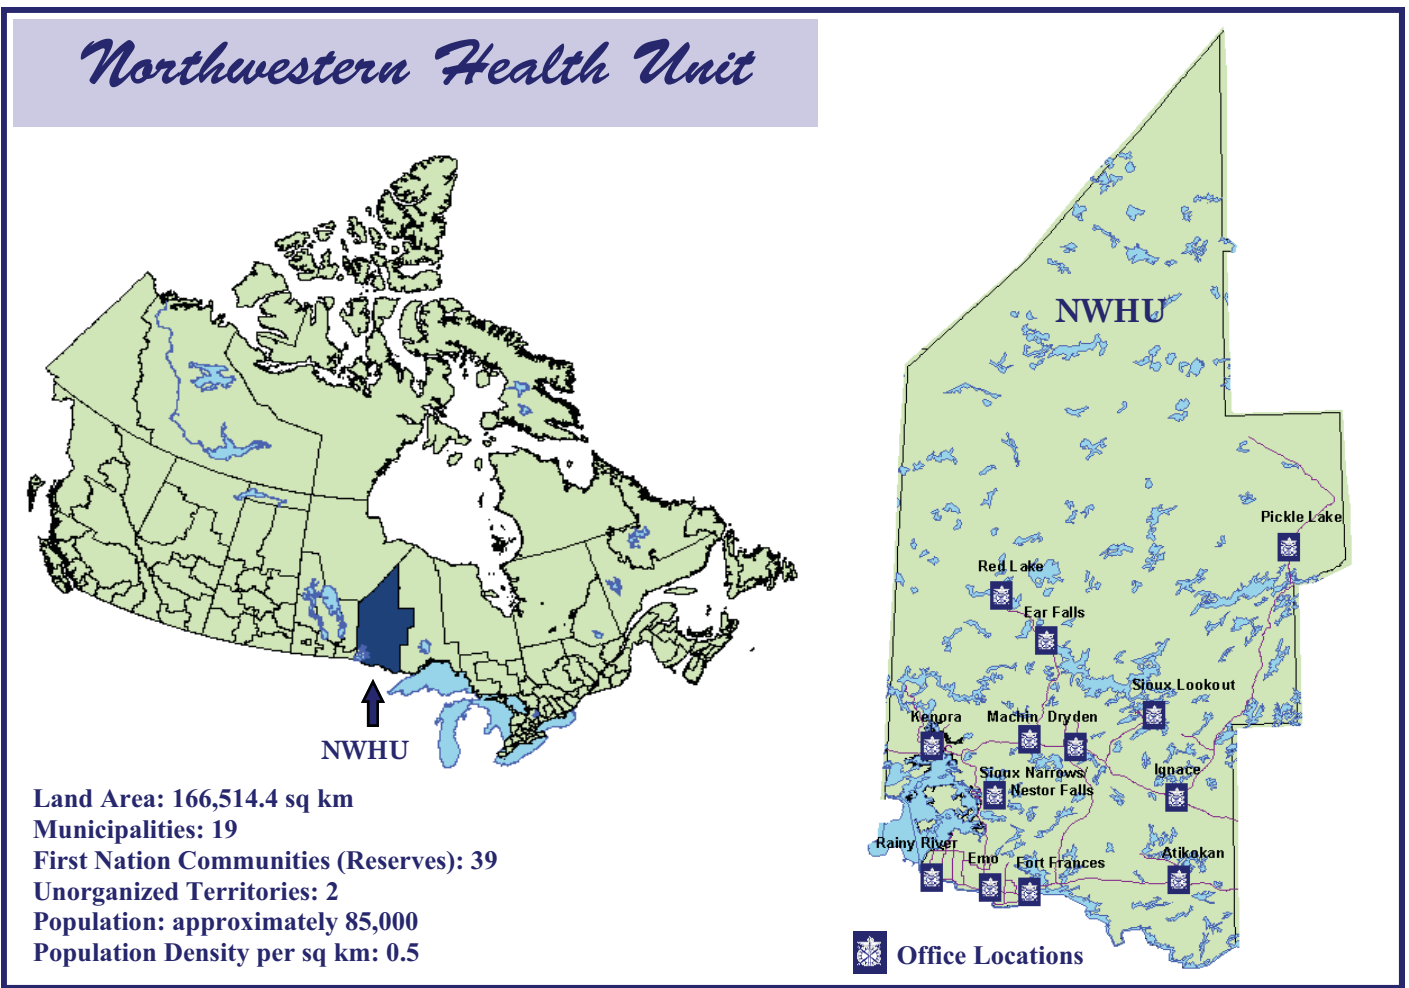 Northwestern Health Unit
NWHU
Land Area: 166,514.4 sq km
Municipalities: 19
First Nation Communities (Reserves): 39
Unorganized Territories: 2
Population: approximately 85,000
Population Density per sq km: 0.5
NWHU
Pickle Lake
Red Lake
Ear Falls
Sioux Lookout
Kenora
Machin
Dryden
Sioux Narrows
Nestor Falls
Ignace
Rainy River
Emo
Fort Frances
Atikokan
Office Locations